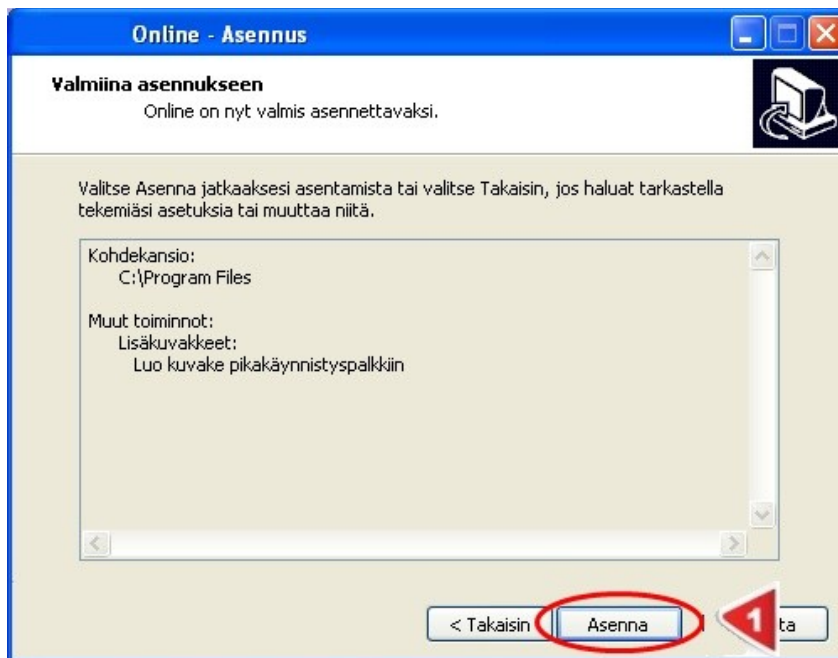 Online - Asennus
Valmiina asennukseen
Online on nyt valmis asennettavaksi.
Valitse Asenna jatkaaksesi asentamista tai valitse Takaisin, jos haluat tarkastella
tekemiäsi asetuksia tai muuttaa niitä.
Kohdekansio:
C:\Program Files
Muut toiminnot:
Lisäkuvakkeet:
Luo kuvake pikakäynnistyspalkkiin
< Takaisin Asenna 1